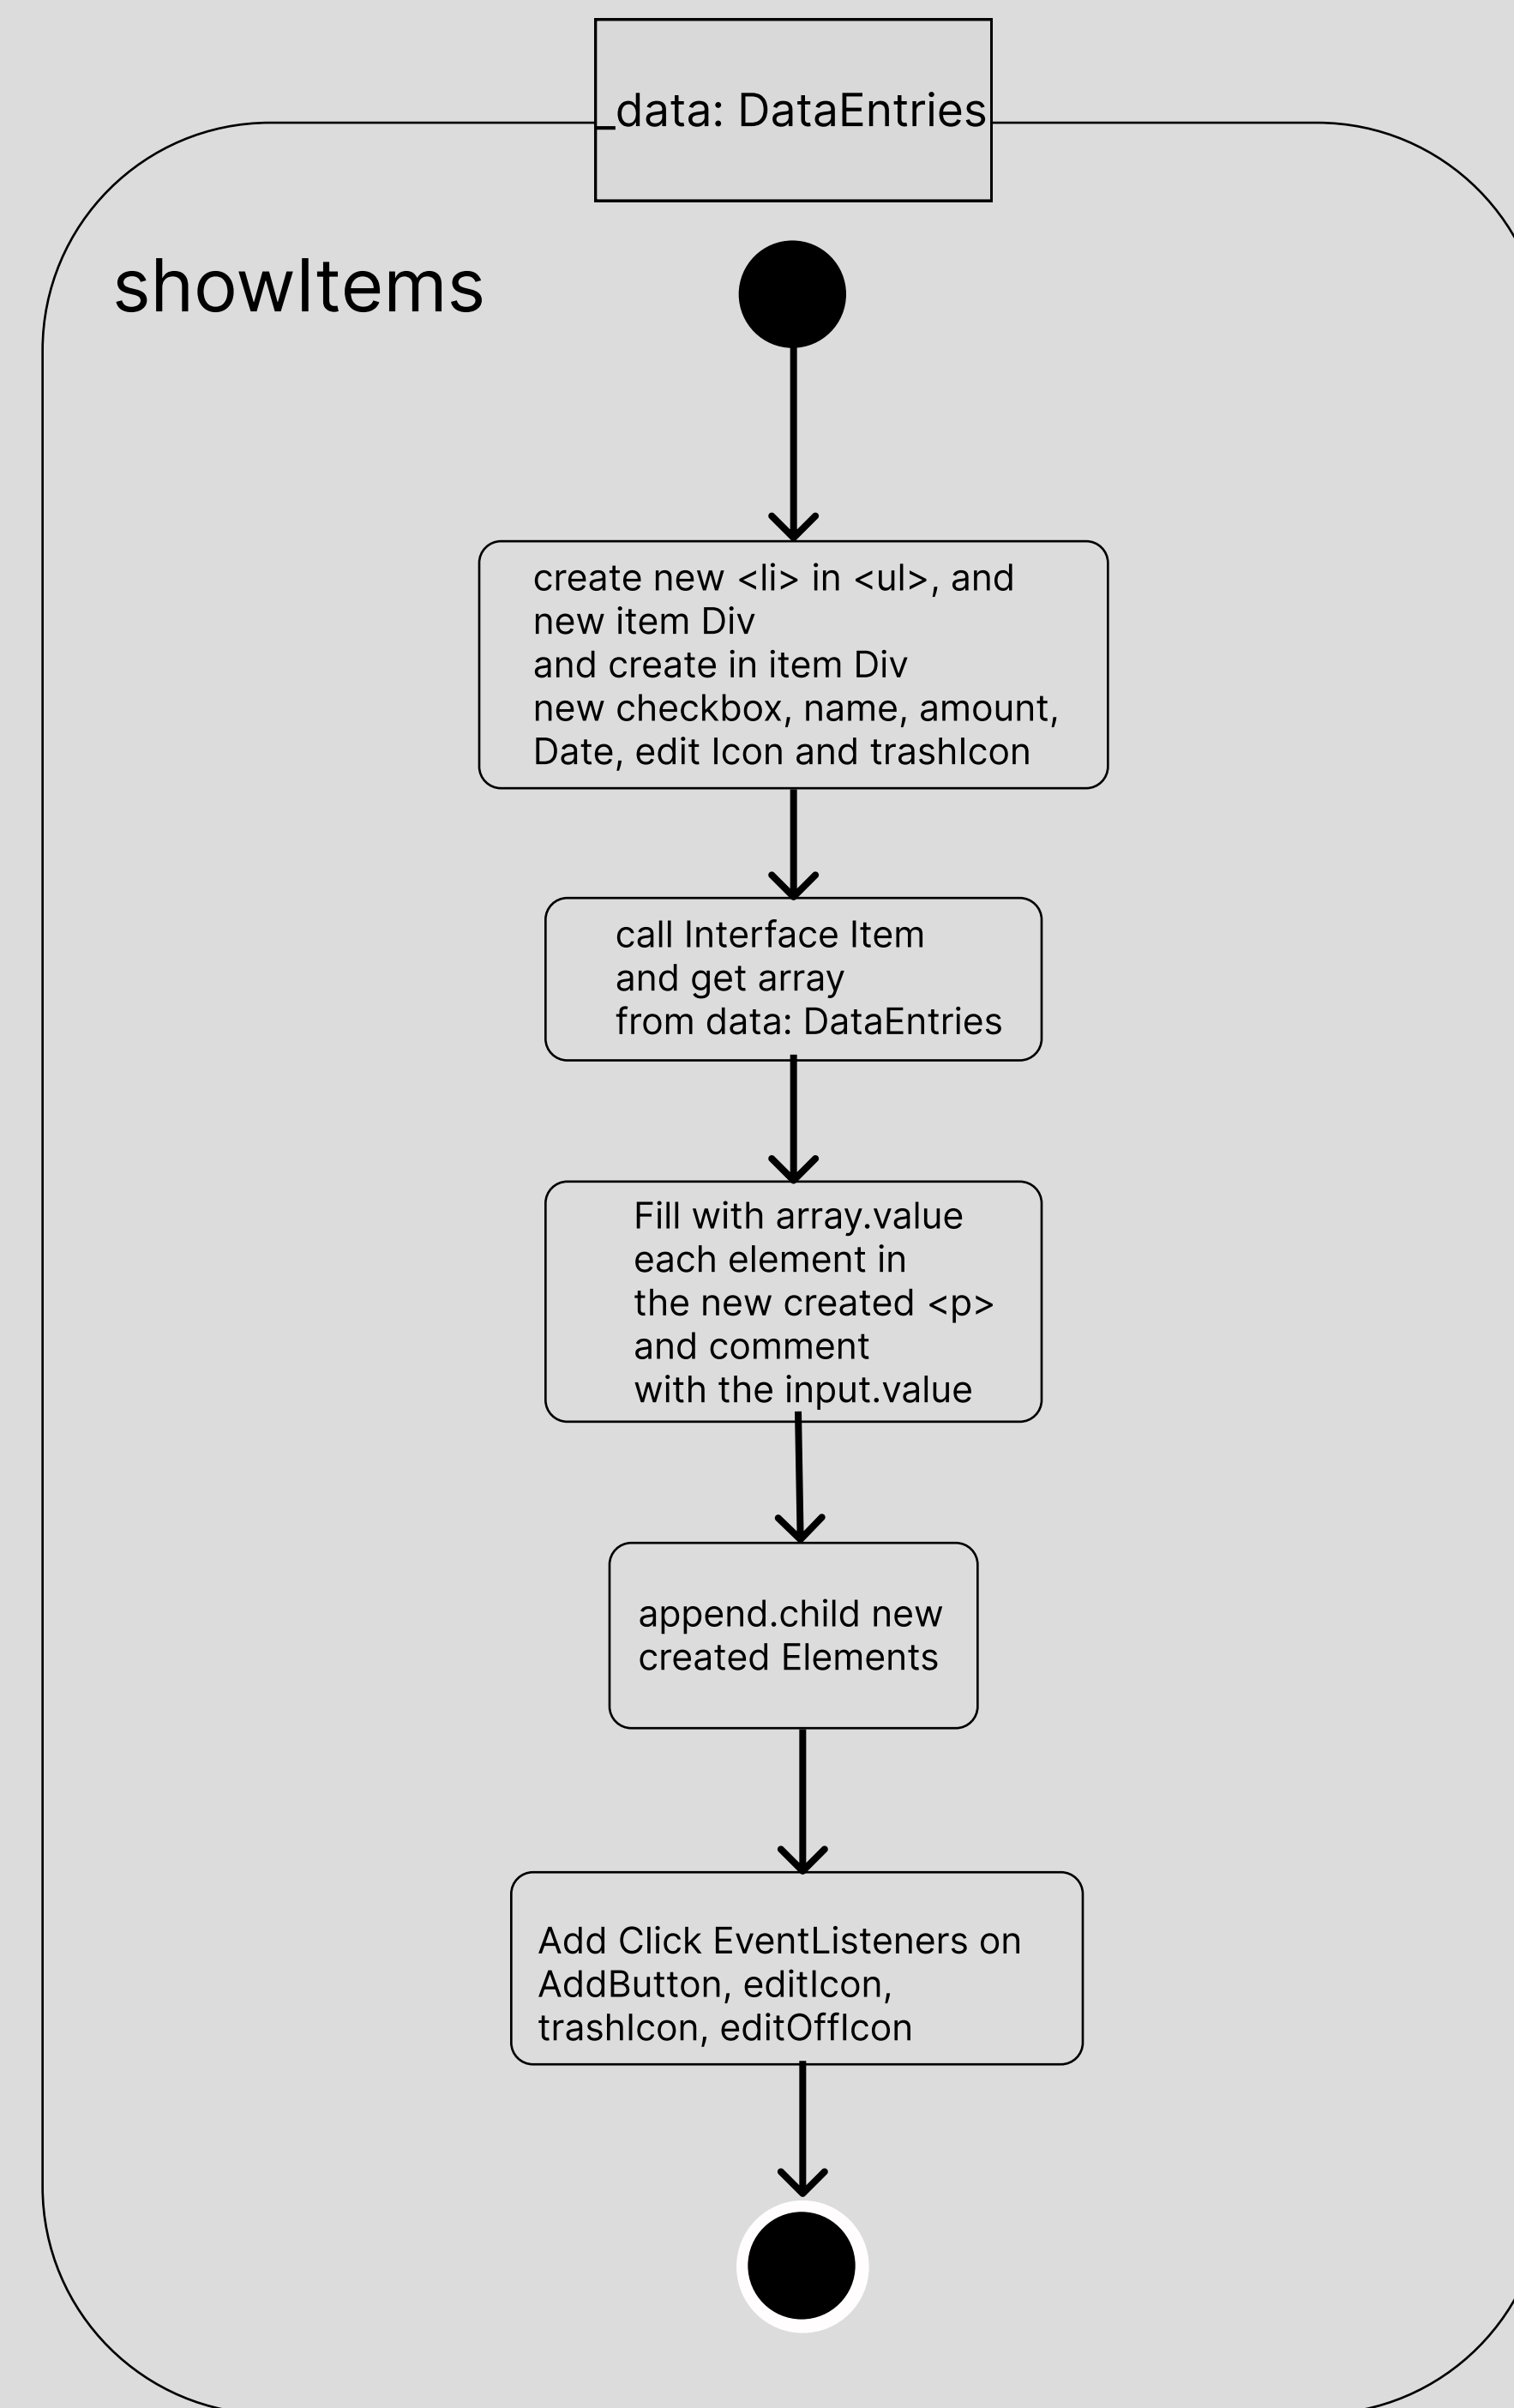 _data: DataEntries
showItems
create new <li> in <ul>, and
new item Div
and create in item Div
new checkbox, name, amount,
Date, edit Icon and trashIcon
call Interface Item
and get array
from data: DataEntries
Fill with array.value
each element in
the new created <p>
and comment
with the input.value
append.child new
created Elements
Add Click EventListeners on
AddButton, editIcon,
trashIcon, editOffIcon